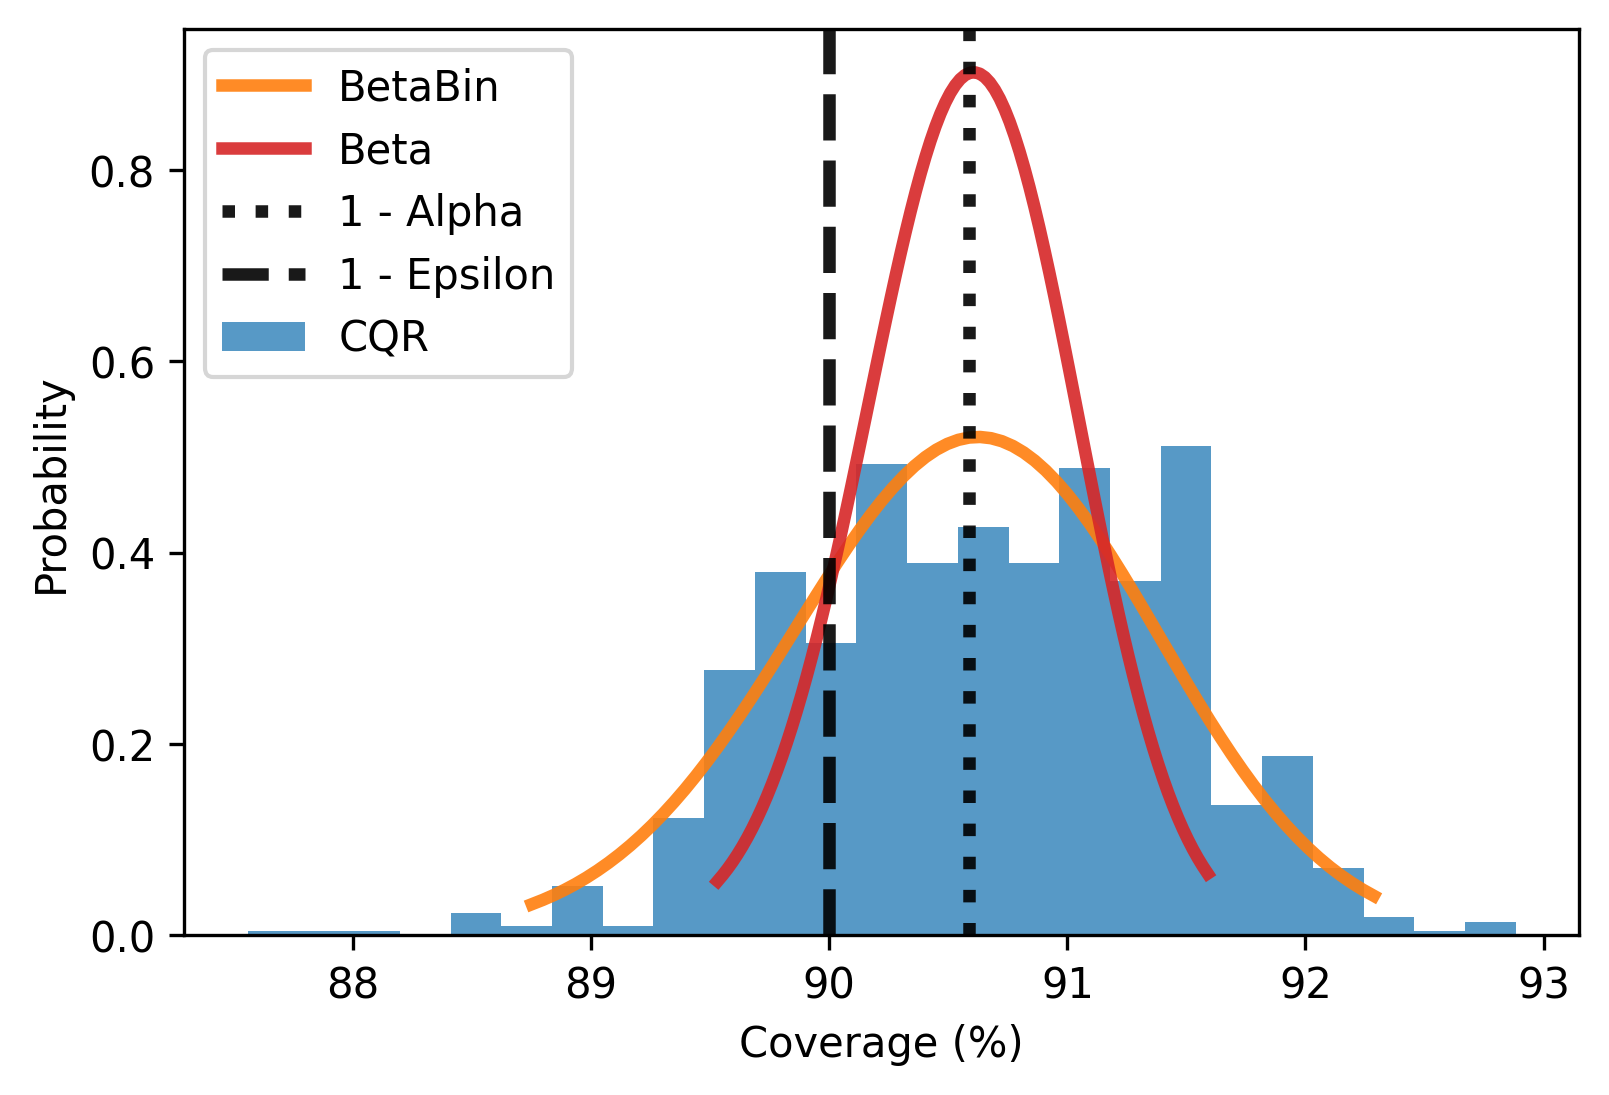 BetaBin
Beta
1 - Alpha
1 - Epsilon
CQR
Probability
0.8
0.6
0.4
0.2
0.0
88 89 90 91 92 93
Coverage (%)